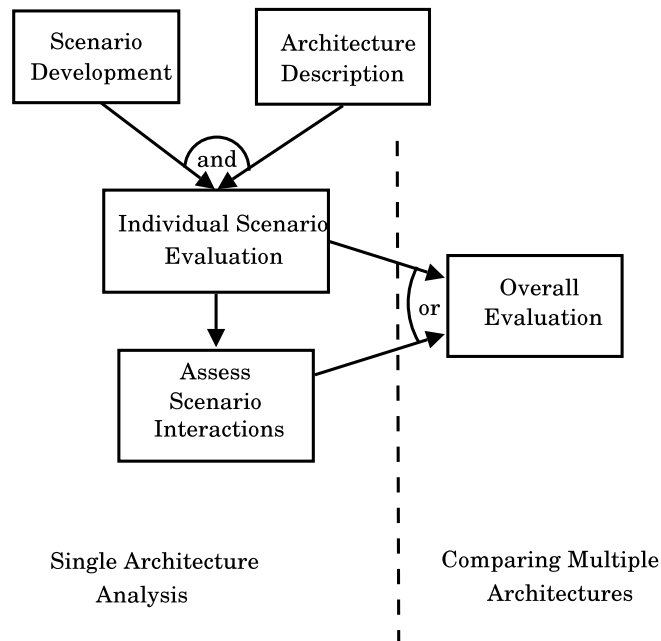 Scenario
Development
Architecture
Description
and
Individual Scenario
Evaluation
Overall
Evaluation
or
Assess
Scenario
Interactions
Single Architecture
Analysis
Comparing Multiple
Architectures